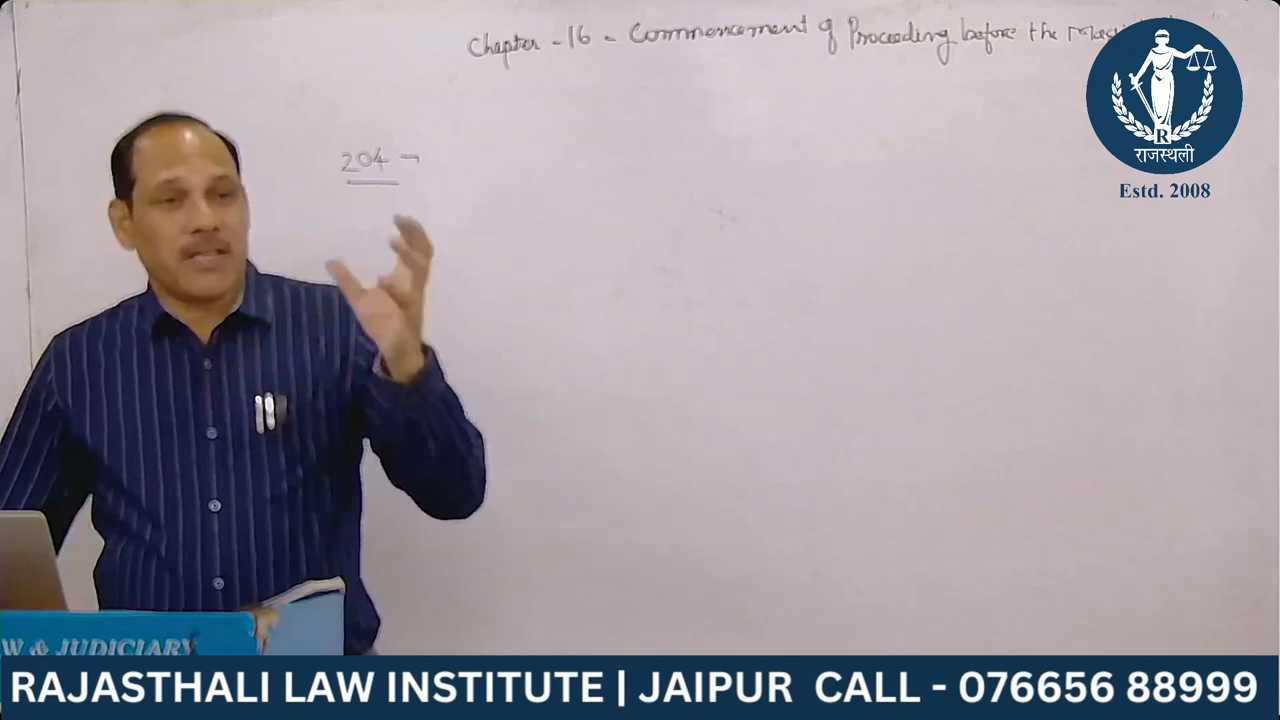 Chapter - 16 - Commencement of Proceeding before the
204 ¬
R
राजस्थली
Estd. 2008
W & JUDICIARY
RAJASTHALI LAW INSTITUTE | JAIPUR CALL - 076656 88999